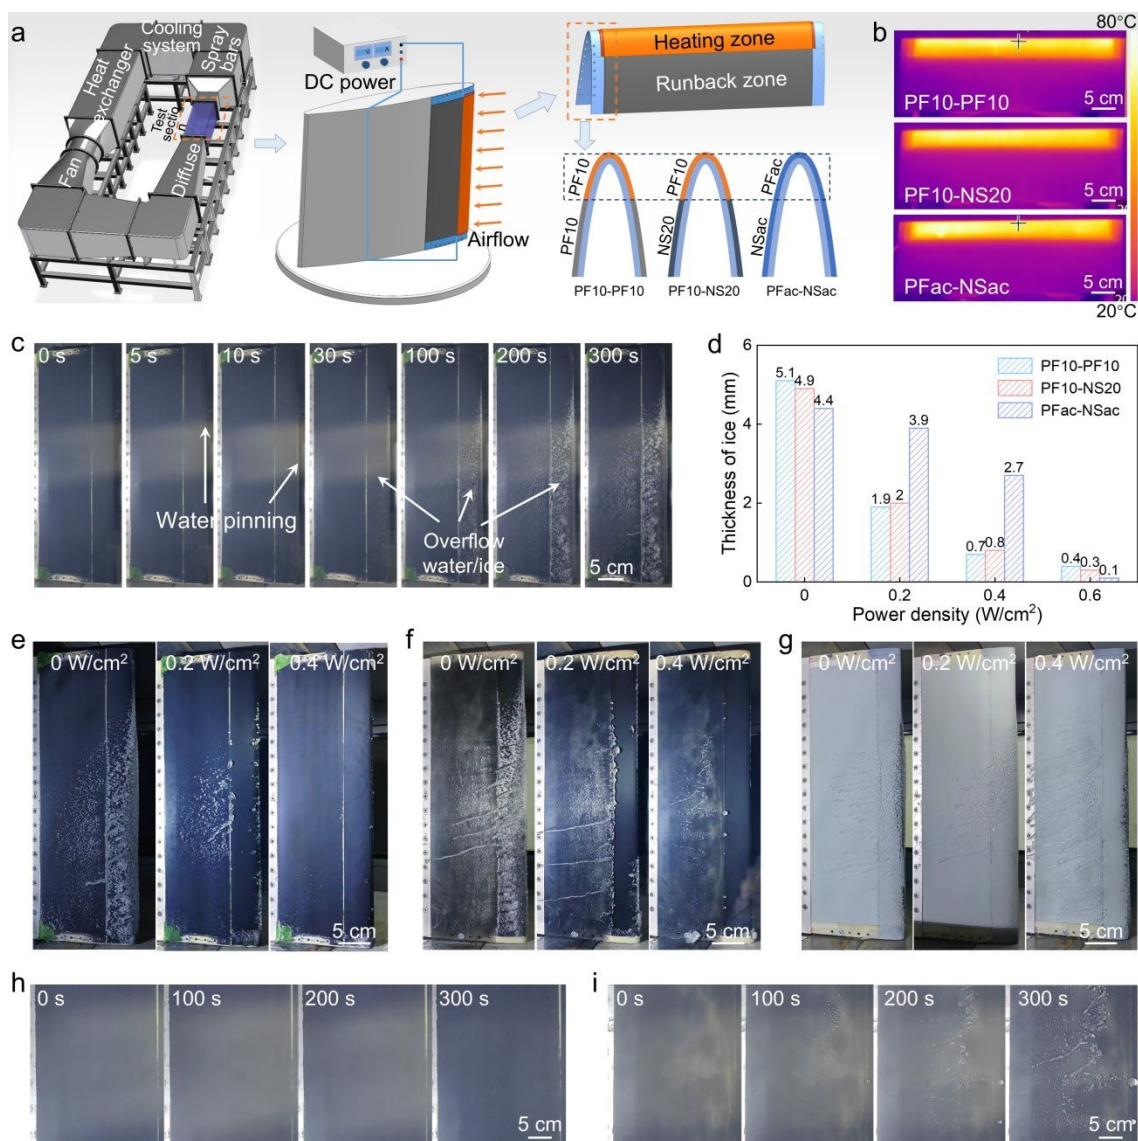 a
Cooling
system
Spray
bars
Heat
exchanger
Test
sectio
n
Fan
Diffuse
DC power
Airflow
Heating zone
Runback zone
PF10
PF10
PF10-PF10
PF10
NS20
PF10-NS20
PFac
NSac
PFac-NSac
b
80°C
PF10-PF10
5 cm
PF10-NS20
5 cm
PFac-NSac
5 cm
20°C
c
0 s
5 s
10 s
30 s
100 s
200 s
300 s
Water pinning
Overflow
water/ice
5 cm
d
Thickness of ice (mm)
6
4
2
0
5.1
4.9
4.4
1.9
2
3.9
0.7
0.8
2.7
0.4
0.3
0.1
PF10-PF10
PF10-NS20
PFac-NSac
0
0.2
0.4
0.6
Power density (W/cm²)
e
0 W/cm²
0.2 W/cm²
0.4 W/cm²
5 cm
f
0 W/cm²
0.2 W/cm²
0.4 W/cm²
5 cm
g
0 W/cm²
0.2 W/cm²
0.4 W/cm²
5 cm
h
0 s
100 s
200 s
300 s
5 cm
i
0 s
100 s
200 s
300 s
5 cm